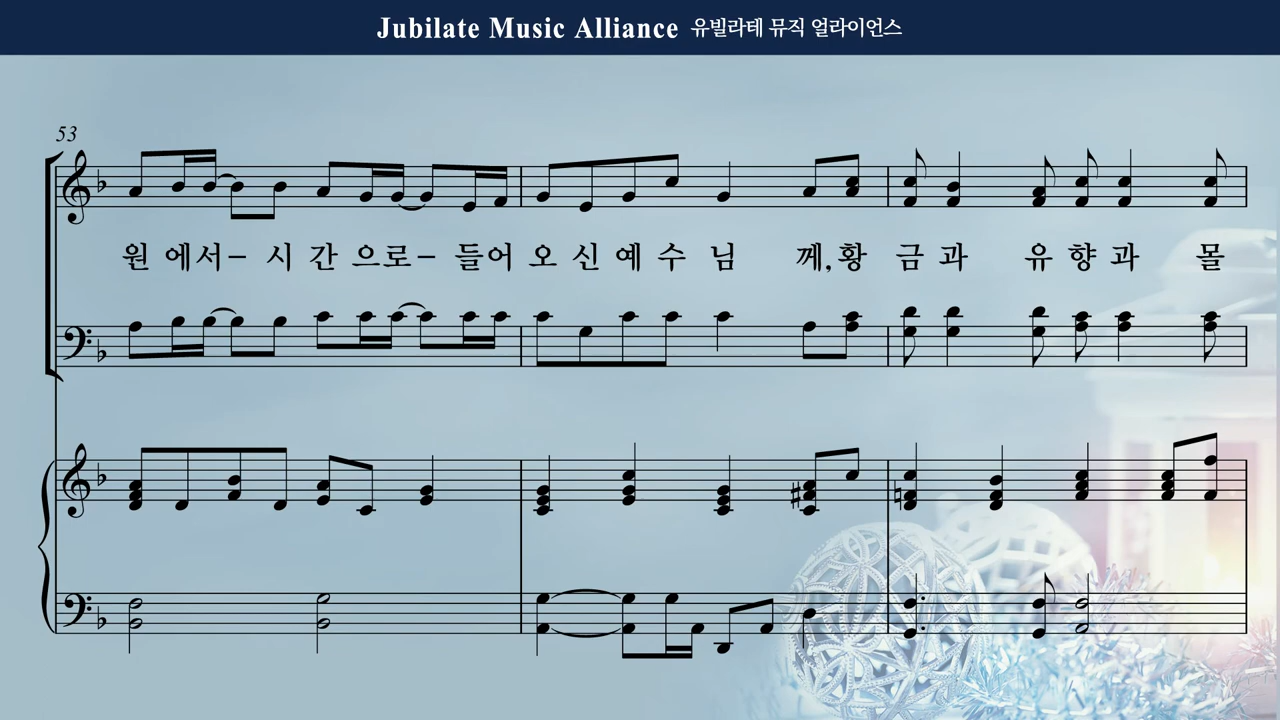 Jubilate Music Alliance 유빌라테 뮤직 얼라이언스
53
원 에서– 시 간 으로– 들어 오 신 예 수 님 께, 황 금 과 유 향 과 몰